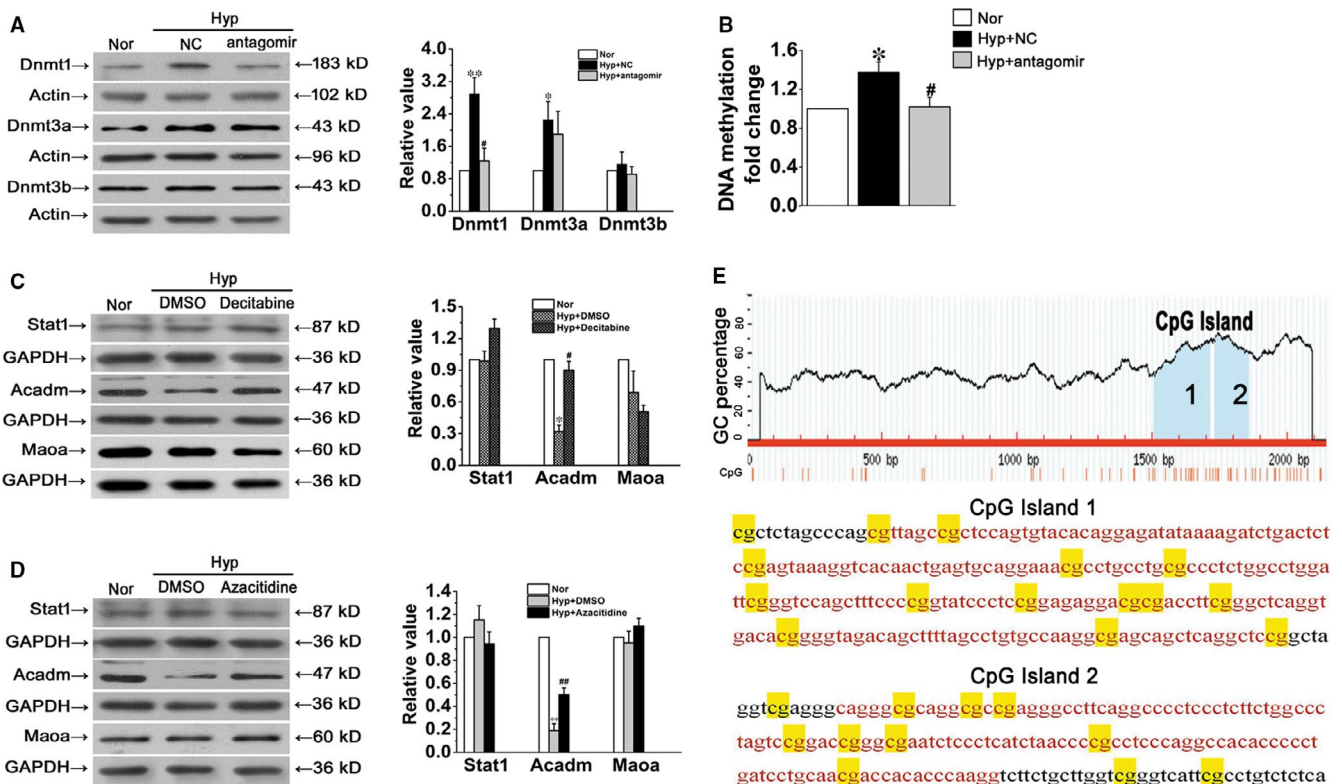 A
Hyp
Nor NC antagomir
Dnmt1→ ←183 kD
Actin→ ←102 kD
Dnmt3a→ ←43 kD
Actin→ ←96 kD
Dnmt3b→ ←43 kD
Actin→
Relative value
4.0
3.2
2.4
1.6
0.8
0.0
Nor
Hyp+NC
Hyp+antagomir
** # *
Dnmt1 Dnmt3a Dnmt3b
B
Nor
Hyp+NC
Hyp+antagomir
DNA methylation
fold change
1.6
1.2
0.8
0.4
0.0
* #
C
Hyp
Nor DMSO Decitabine
Stat1→ ←87 kD
GAPDH→ ←36 kD
Acadm→ ←47 kD
GAPDH→ ←36 kD
Maoa→ ←60 kD
GAPDH→ ←36 kD
Relative value
1.5
1.2
0.9
0.6
0.3
0.0
Nor
Hyp+DMSO
Hyp+Decitabine
* #
Stat1 Acadm Maoa
D
Hyp
Nor DMSO Azacitidine
Stat1→ ←87 kD
GAPDH→ ←36 kD
Acadm→ ←47 kD
GAPDH→ ←36 kD
Maoa→ ←60 kD
GAPDH→ ←36 kD
Relative value
1.4
1.2
1.0
0.8
0.6
0.4
0.2
0.0
Nor
Hyp+DMSO
Hyp+Azacitidine
** ##
Stat1 Acadm Maoa
E
GC percentage
80
60
40
20
0
CpG Island
1 2
0 500 bp 1000 bp 1500 bp 2000 bp
CpG
CpG Island 1
cgctctagcccagcgttagccgctccagtgtacacaggagatataaaagatctgactct
ccgagtaaaggtcacaactgagtgcaggaaacgcctgcctgcgccctctggcctgga
ttcgggtccagctttccccggtatccctccggagaggacgcgaccttcgggctcaggt
gacacggggtagacagcttttagcctgtgccaaggcgagcagctcaggctccggcta
CpG Island 2
ggtcgagggcagggcgcaggcgccgagggccttcaggcccctccctcttctggccc
tagtccggaccgggcgaatctccctcatctaaccccgcctcccaggccacacccccct
gatcctgcaacgaccacacccaaggtcttctgcttggtcgggtcattcgcctgtctctca